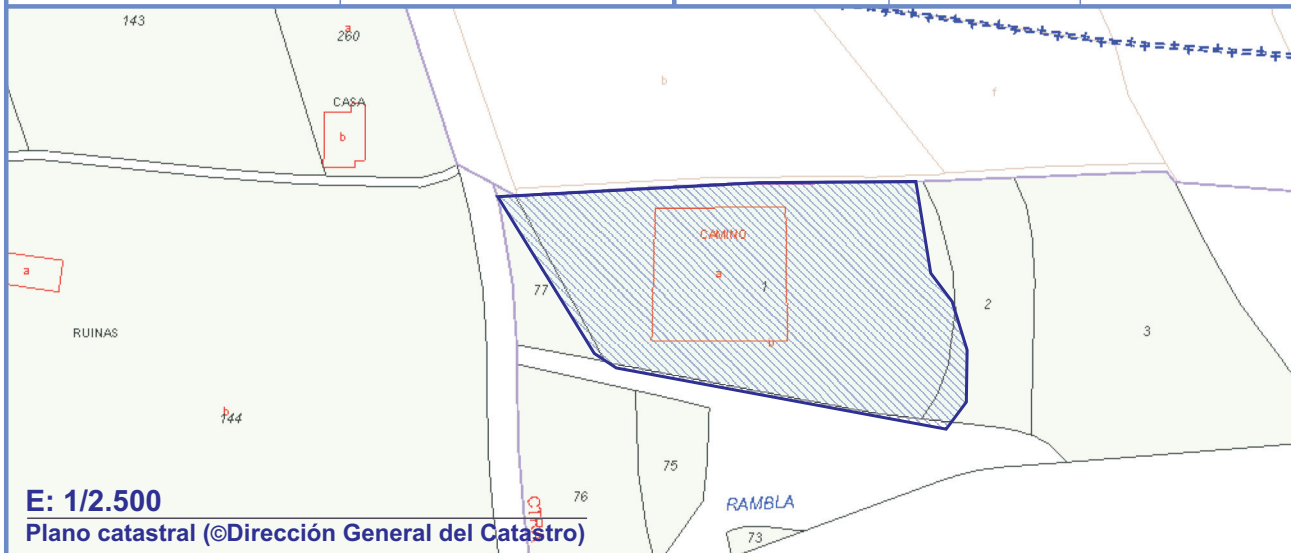 143
a
260
CASA
b
b
f
CAMINO
a
1
b
77
2
3
a
RUINAS
b
144
75
76
RAMBLA
73
CTRA
E: 1/2.500
Plano catastral (©Dirección General del Catastro)